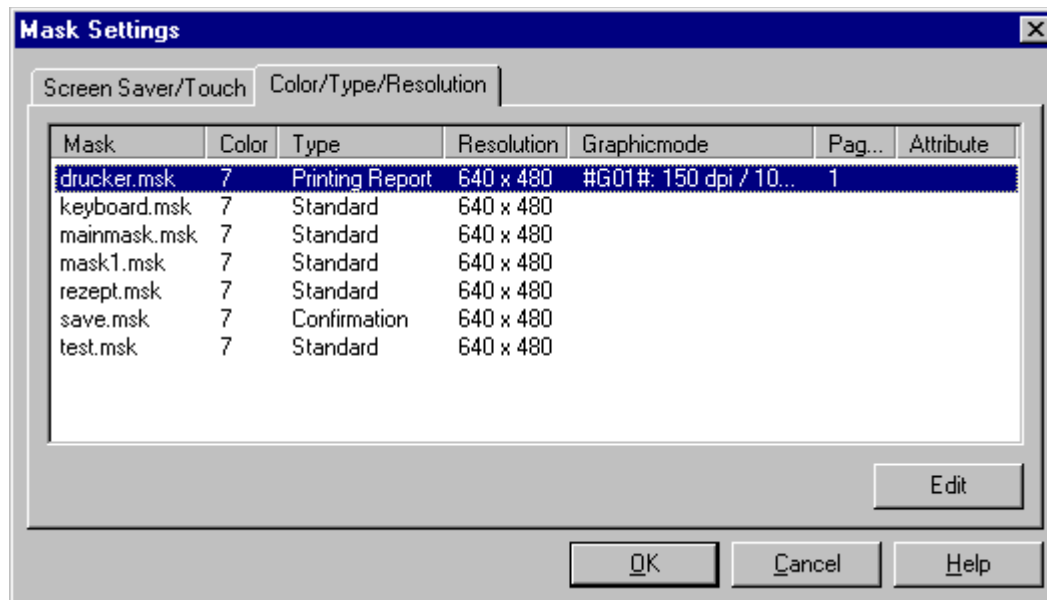 Mask Settings
Screen Saver/Touch Color/Type/Resolution
Mask Color Type Resolution Graphicmode Pag... Attribute
drucker.msk 7 Printing Report 640 x 480 #G01#: 150 dpi / 10... 1
keyboard.msk 7 Standard 640 x 480
mainmask.msk 7 Standard 640 x 480
mask1.msk 7 Standard 640 x 480
rezept.msk 7 Standard 640 x 480
save.msk 7 Confirmation 640 x 480
test.msk 7 Standard 640 x 480
Edit
OK Cancel Help